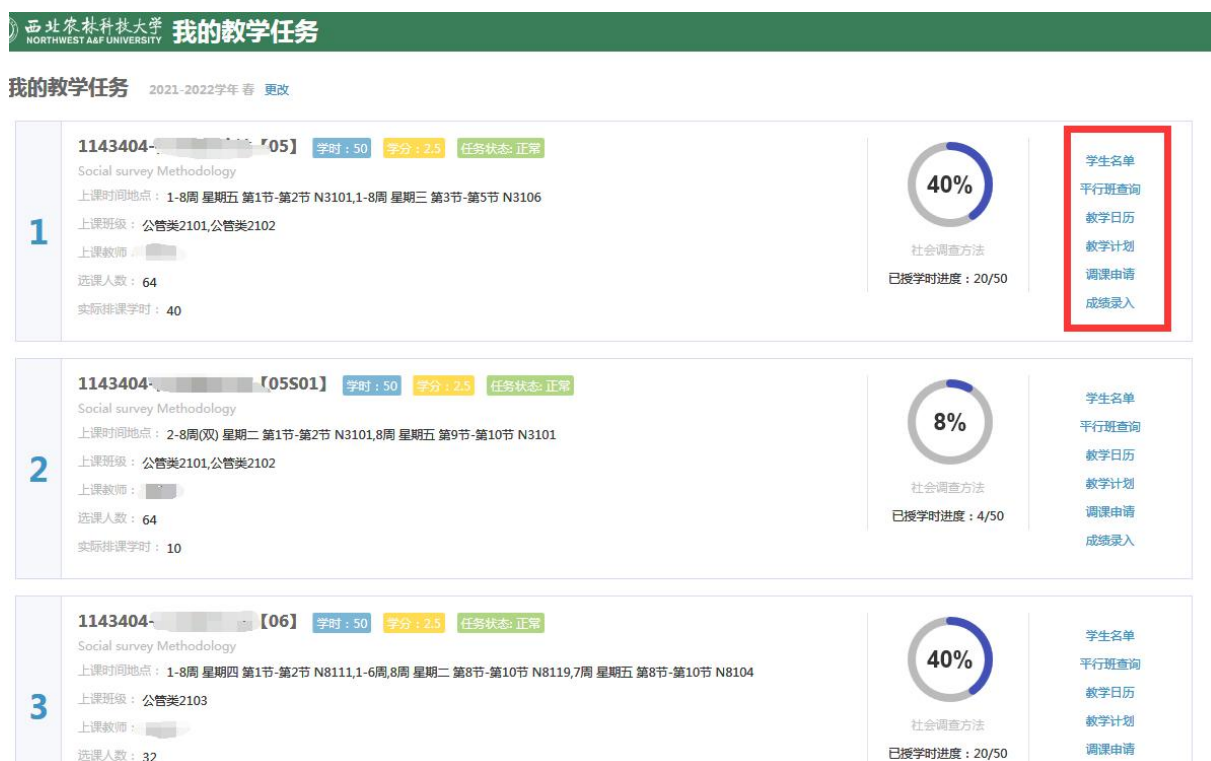 西北农林科技大学 我的教学任务
NORTHWEST A&F UNIVERSITY
我的教学任务 2021-2022学年 春 更改
1
1143404- 【05】 学时：50 学分：2.5 任务状态: 正常
Social survey Methodology
上课时间地点： 1-8周 星期五 第1节-第2节 N3101,1-8周 星期三 第3节-第5节 N3106
上课班级： 公管类2101,公管类2102
上课教师：
选课人数： 64
实际排课学时： 40
40%
社会调查方法
已授学时进度：20/50
学生名单
平行班查询
教学日历
教学计划
调课申请
成绩录入
2
1143404- 【05S01】 学时：50 学分：2.5 任务状态: 正常
Social survey Methodology
上课时间地点： 2-8周(双) 星期二 第1节-第2节 N3101,8周 星期五 第9节-第10节 N3101
上课班级： 公管类2101,公管类2102
上课教师：
选课人数： 64
实际排课学时： 10
8%
社会调查方法
已授学时进度：4/50
学生名单
平行班查询
教学日历
教学计划
调课申请
成绩录入
3
1143404- 【06】 学时：50 学分：2.5 任务状态: 正常
Social survey Methodology
上课时间地点： 1-8周 星期四 第1节-第2节 N8111,1-6周,8周 星期二 第8节-第10节 N8119,7周 星期五 第8节-第10节 N8104
上课班级： 公管类2103
上课教师：
选课人数： 32
40%
社会调查方法
已授学时进度：20/50
学生名单
平行班查询
教学日历
教学计划
调课申请